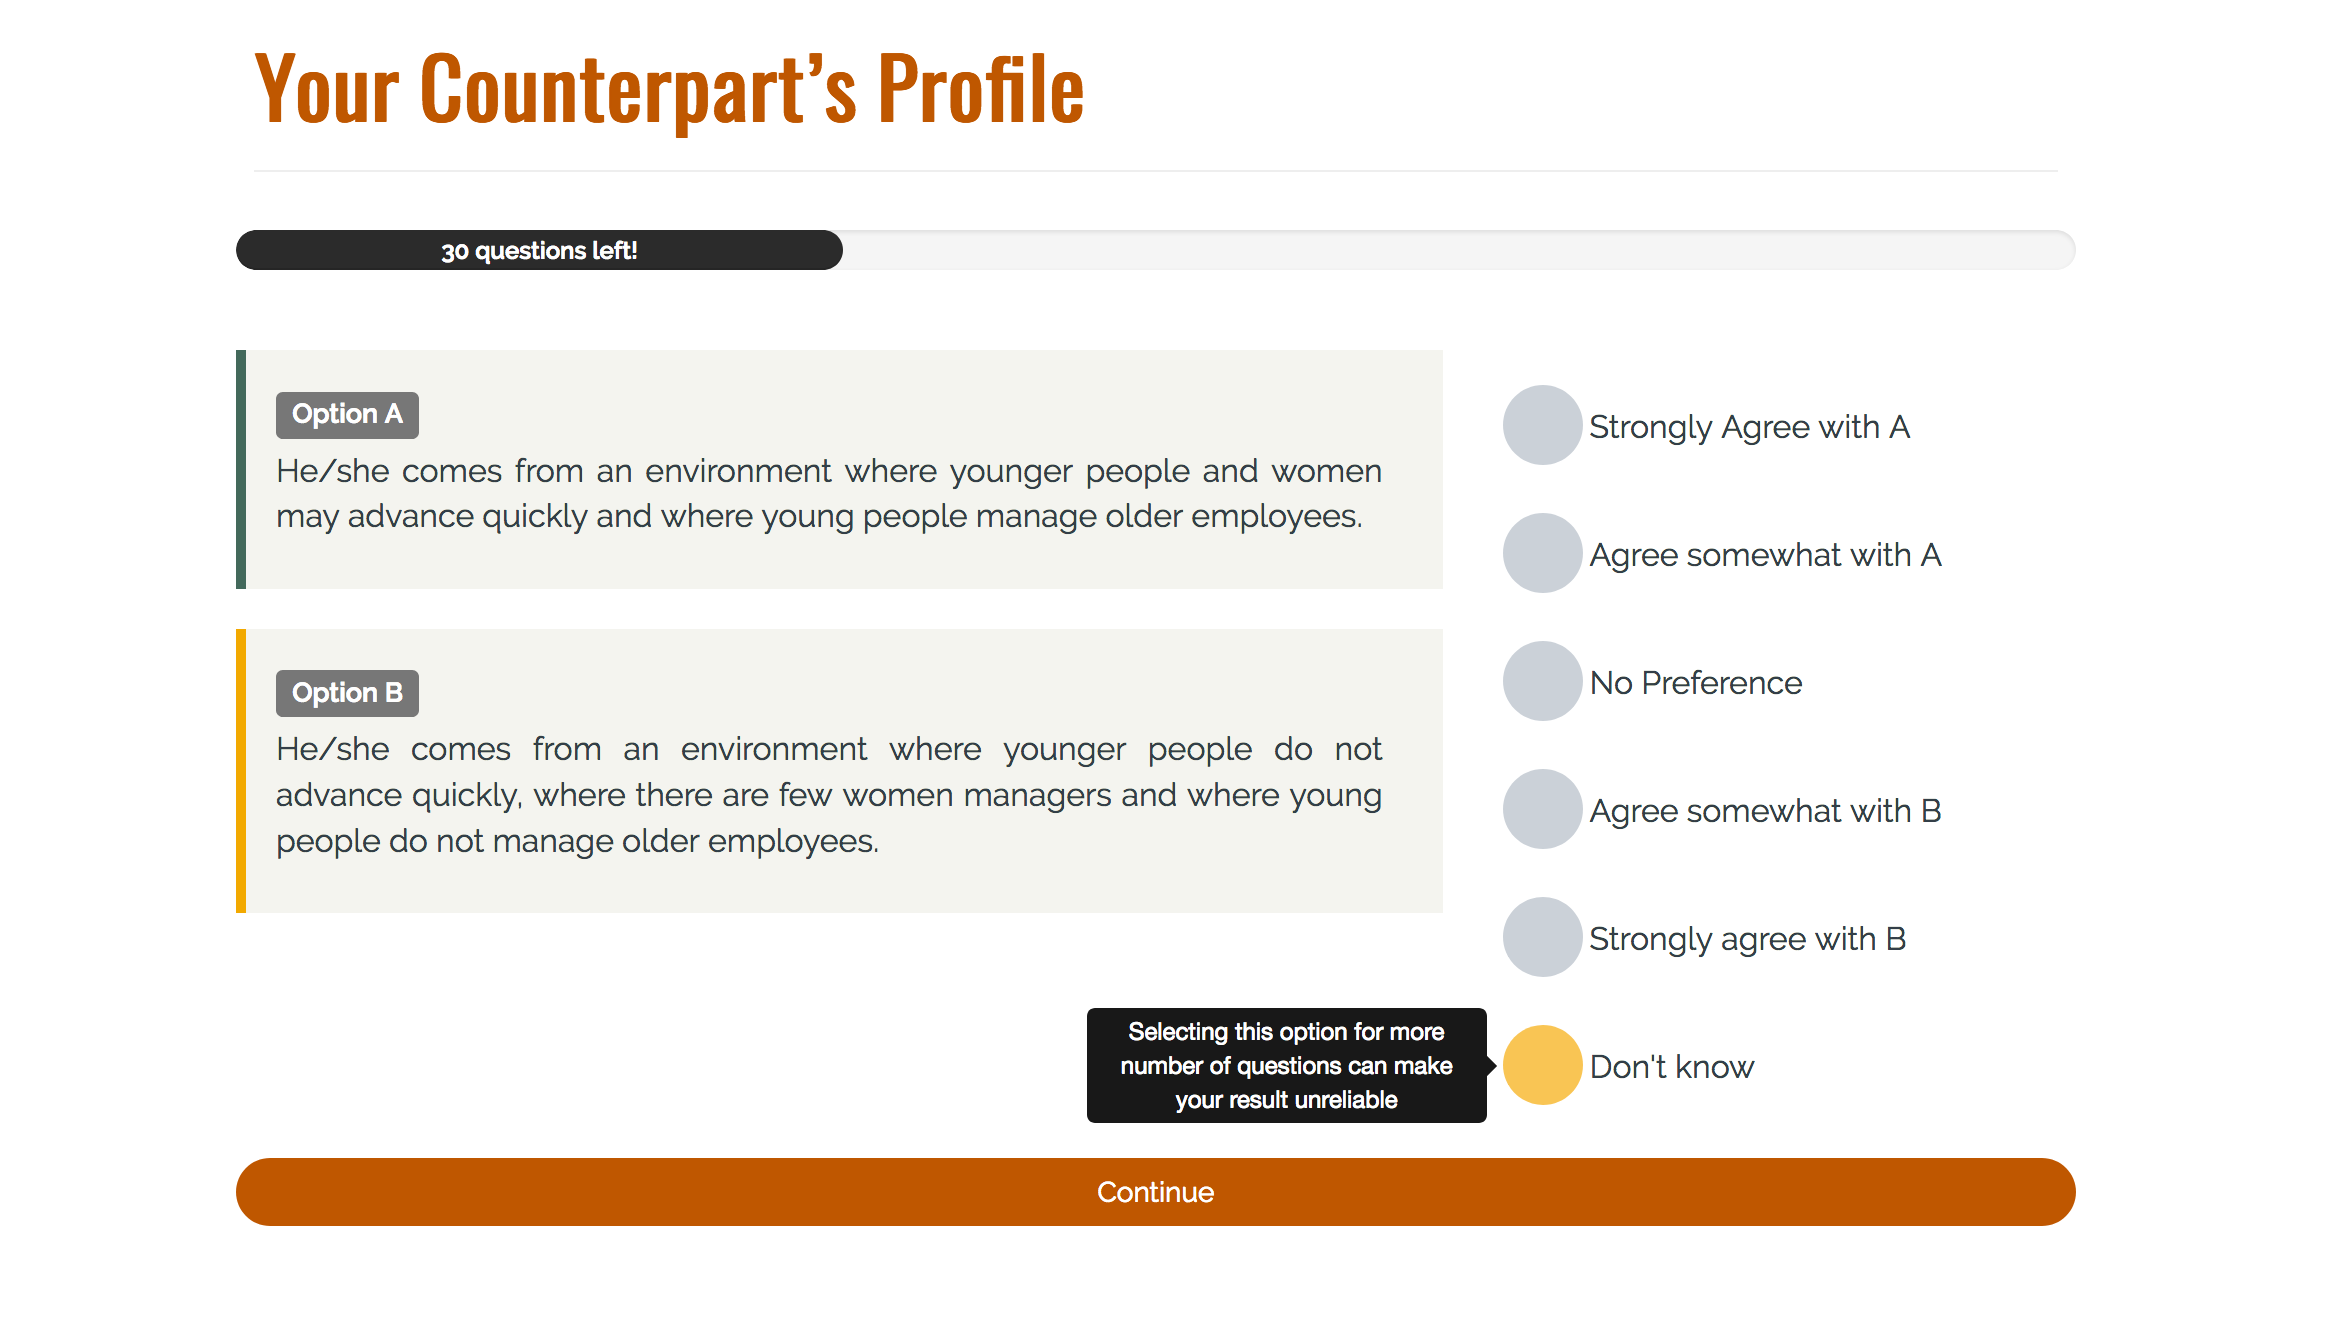 Your Counterpart’s Profile
30 questions left!
Option A
He/she comes from an environment where younger people and women
may advance quickly and where young people manage older employees.
Option B
He/she comes from an environment where younger people do not
advance quickly, where there are few women managers and where young
people do not manage older employees.
Strongly Agree with A
Agree somewhat with A
No Preference
Agree somewhat with B
Strongly agree with B
Selecting this option for more
number of questions can make
your result unreliable
Don't know
Continue